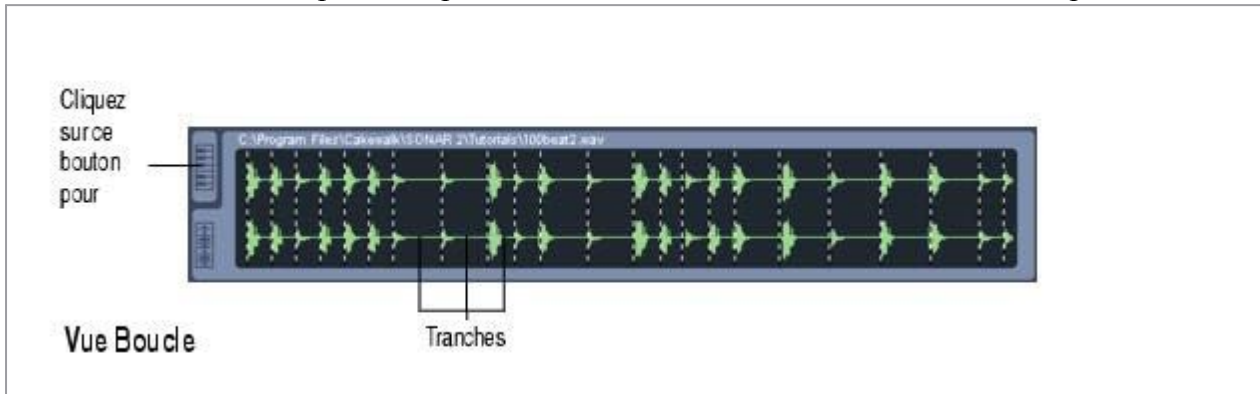 Cliquez
sur ce
bouton
pour
C:\Program Files\Cakewalk\SONAR 2\Tutorials\100beat2.wav
Tranches
Vue Boucle